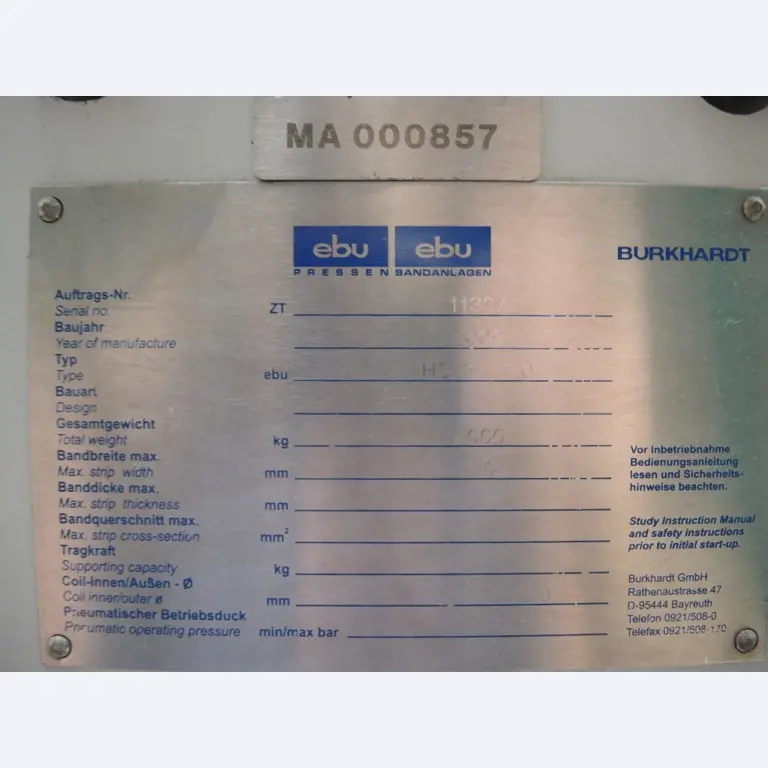 MA 000857
ebu ebu
PRESSEN BANDANLAGEN
BURKHARDT
Auftrags-Nr.
Serial no. ZT
Baujahr
Year of manufacture
Typ
Type ebu
Bauart
Design
Gesamtgewicht
Total weight kg
Bandbreite max.
Max. strip width mm
Banddicke max.
Max. strip thickness mm
Bandquerschnitt max.
Max. strip cross-section mm²
Tragkraft
Supporting capacity kg
Coil-Innen/Außen - Ø
Coil inner/outer ø mm
Pneumatischer Betriebsduck
Pneumatic operating pressure min/max bar
Vor Inbetriebnahme
Bedienungsanleitung
lesen und Sicherheits-
hinweise beachten.
Study Instruction Manual
and safety instructions
prior to initial start-up.
Burkhardt GmbH
Rathenaustrasse 47
D-95444 Bayreuth
Telefon 0921/508-0
Telefax 0921/508-170